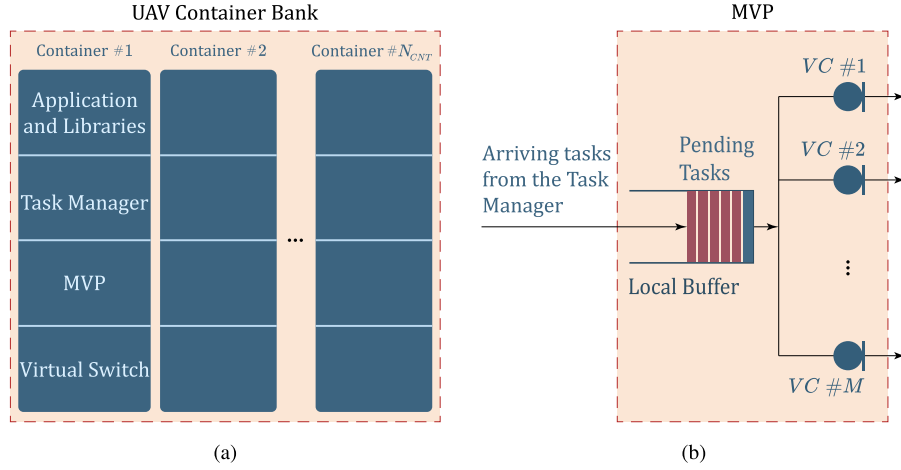 UAV Container Bank
Container #1
Container #2
Container #N_CNT
Application
and Libraries
Task Manager
MVP
Virtual Switch
...
(a)
MVP
Arriving tasks
from the Task
Manager
Pending
Tasks
Local Buffer
VC #1
VC #2
...
VC #M
(b)